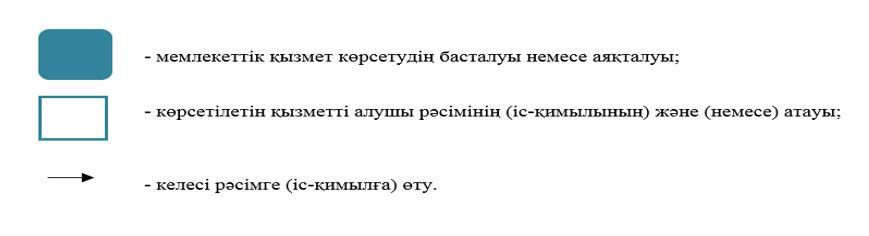 - мемлекеттік қызмет көрсетудің басталуы немесе аяқталуы;
- көрсетілетін қызметті алушы рәсімінің (іс-қимылының) және (немесе) атауы;
- келесі рәсімге (іс-қимылға) өту.